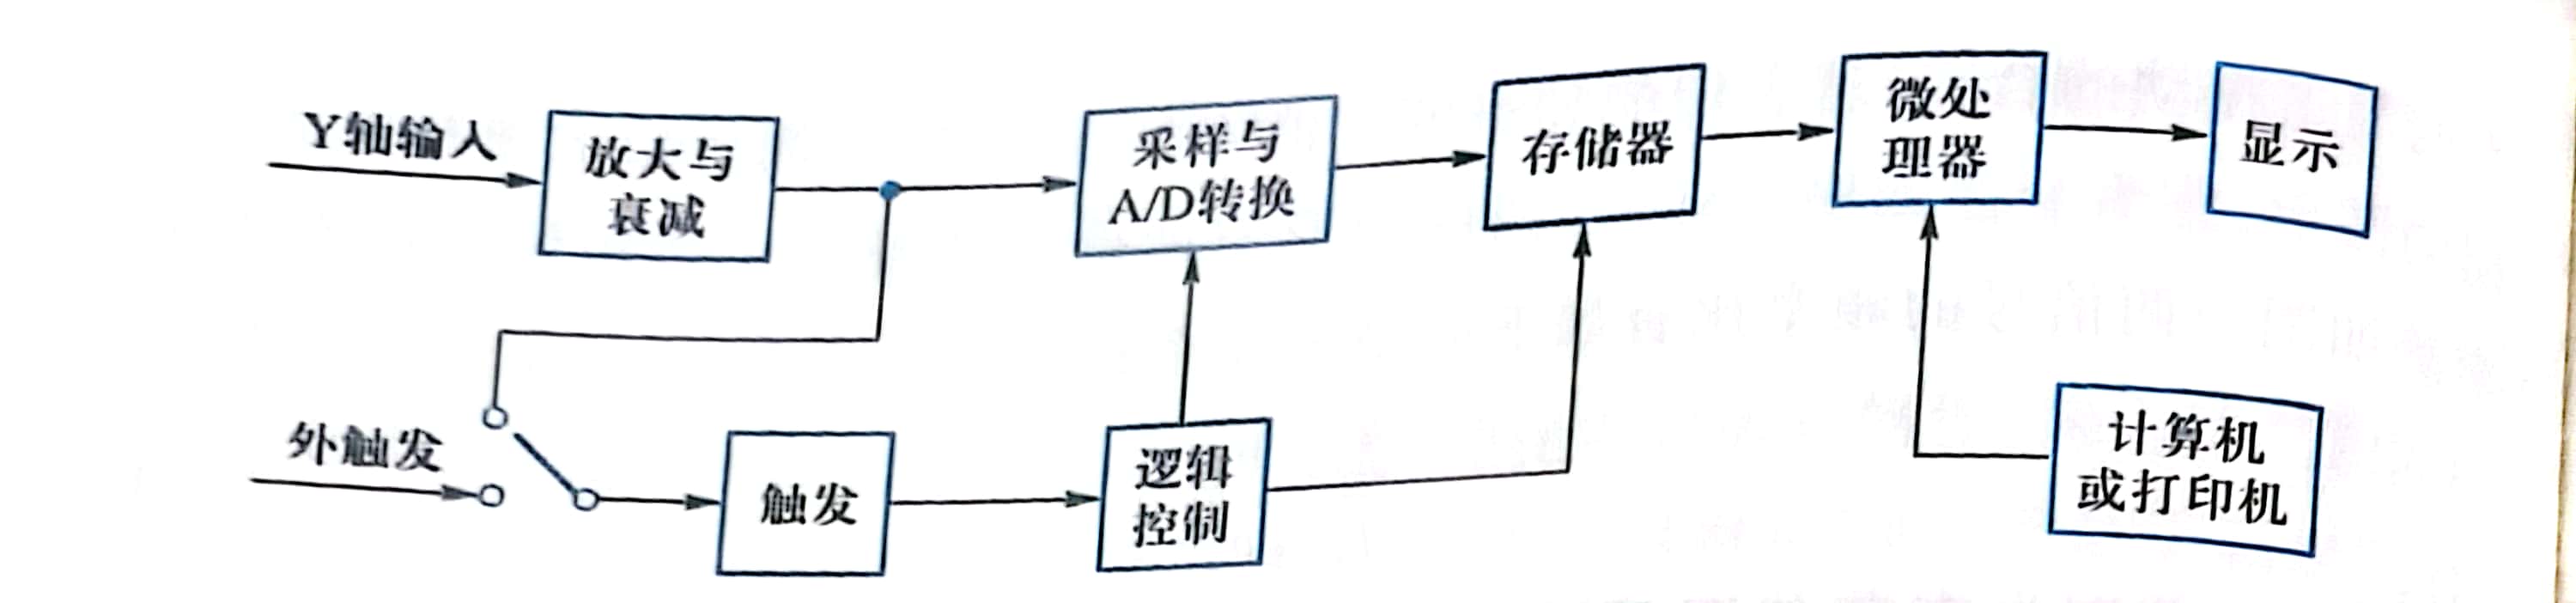 Y轴输入
放大与
衰减
采样与
A/D转换
存储器
微处
理器
显示
外触发
触发
逻辑
控制
计算机
或打印机